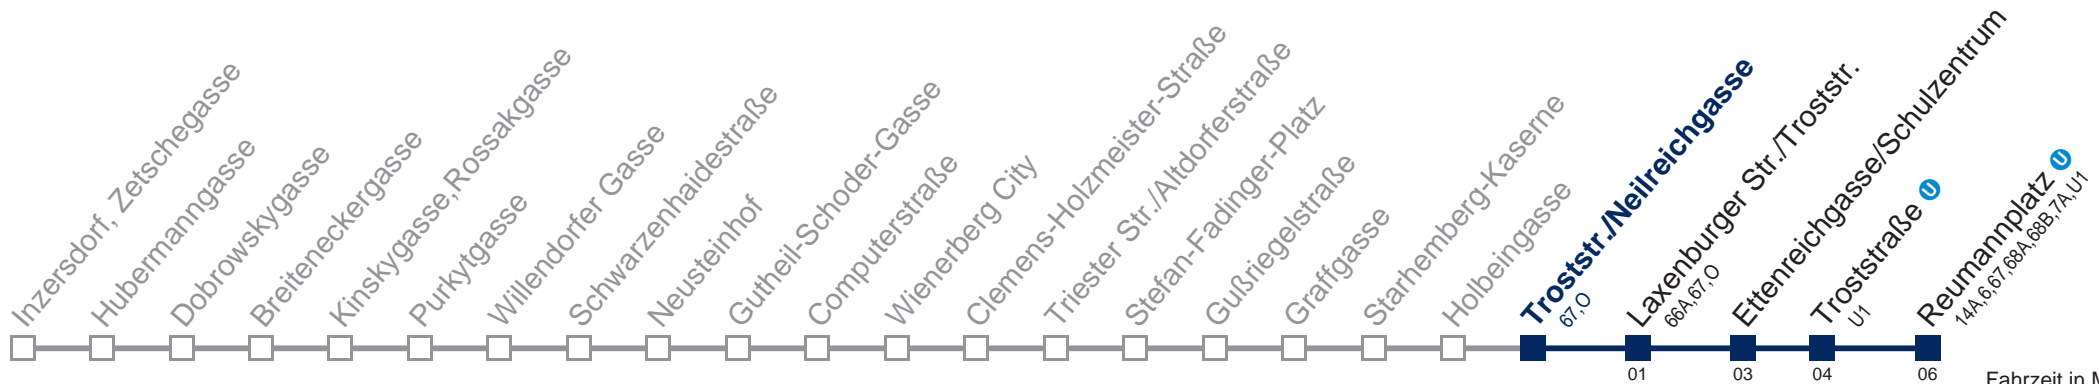 Inzersdorf, Zetschegasse
Hubermanngasse
Dobrowskygasse
Breiteneckergasse
Kinskygasse,Rossakgasse
Purkytgasse
Willendorfer Gasse
Schwarzenhaidestraße
Neusteinhof
Gutheil-Schoder-Gasse
Computerstraße
Wienerberg City
Clemens-Holzmeister-Straße
Triester Str./Altdorferstraße
Stefan-Fadinger-Platz
Gußriegelstraße
Graffgasse
Starhemberg-Kaserne
Holbeingasse
Troststr./Neilreichgasse
67,O
Laxenburger Str./Troststr.
66A,67,O
Ettenreichgasse/Schulzentrum
Troststraße U
U1
Reumannplatz U
14A,6,67,68A,68B,7A,U1
01 03 04 06
Fahrzeit in M